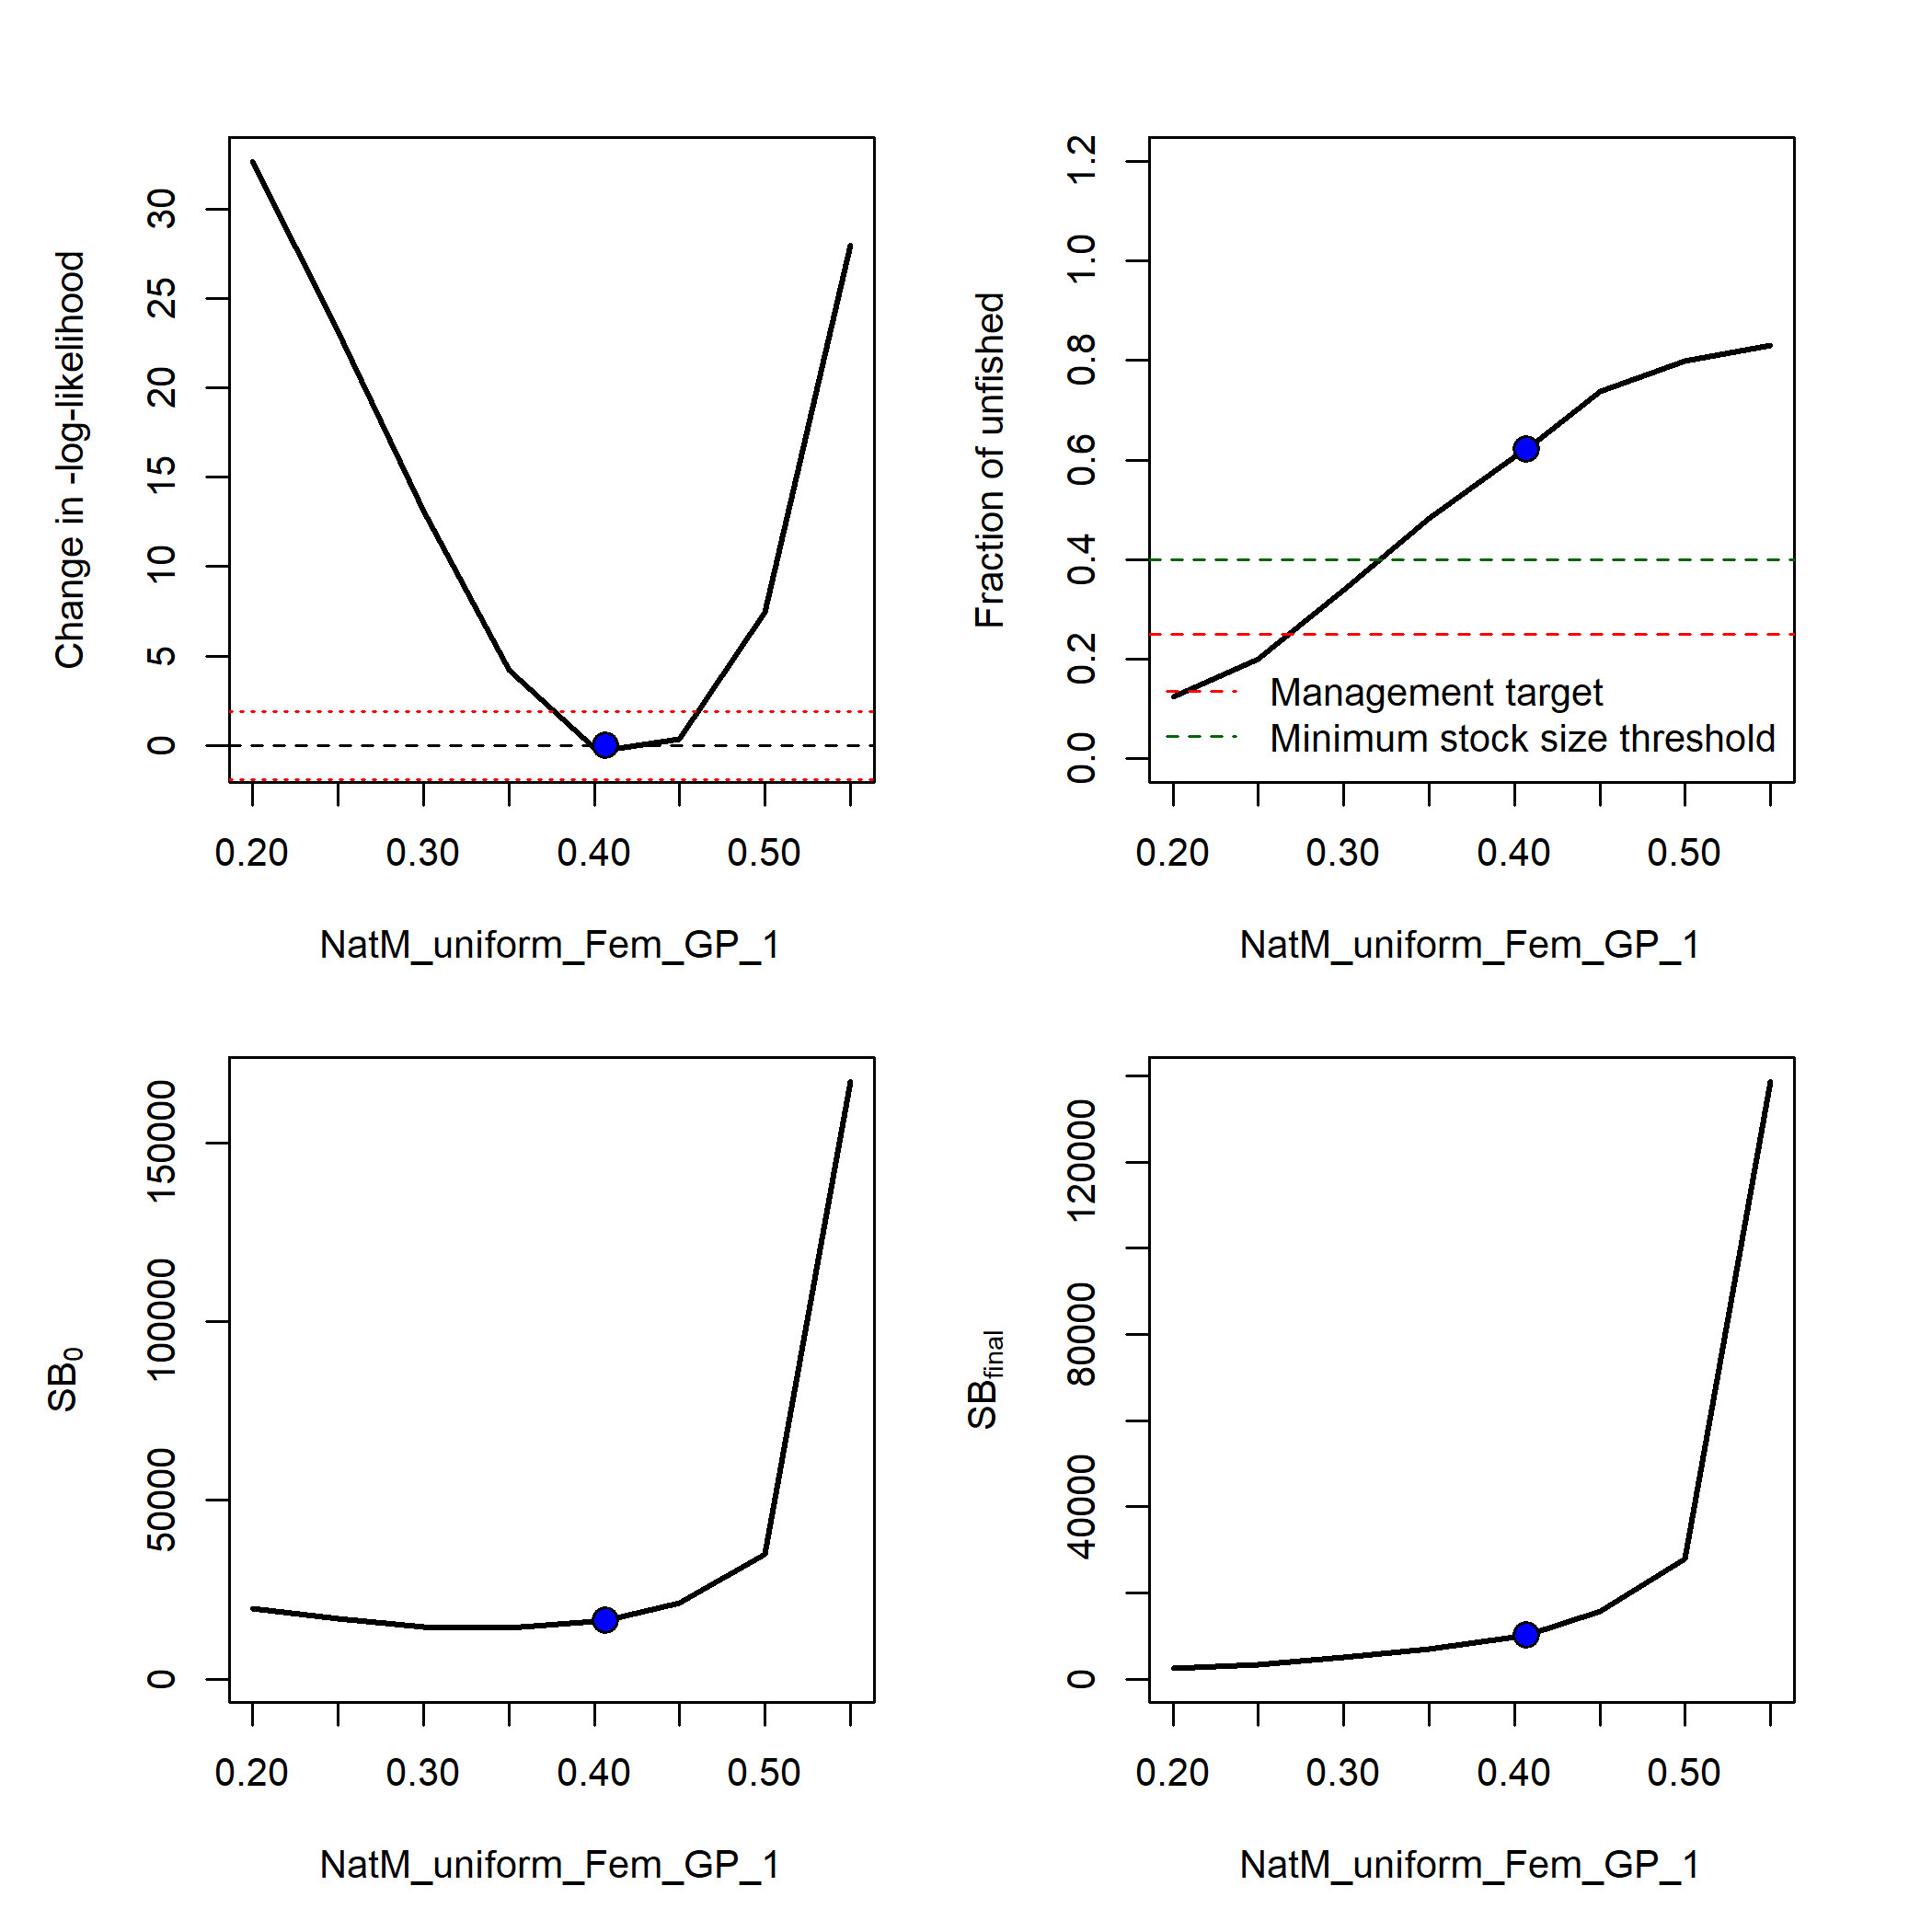 Change in -log-likelihood
30
25
20
15
10
5
0
0.20 0.30 0.40 0.50
NatM_uniform_Fem_GP_1
Fraction of unfished
1.2
1.0
0.8
0.6
0.4
0.2
0.0
Management target
Minimum stock size threshold
0.20 0.30 0.40 0.50
NatM_uniform_Fem_GP_1
SB0
150000
100000
50000
0
0.20 0.30 0.40 0.50
NatM_uniform_Fem_GP_1
SBfinal
120000
80000
40000
0
0.20 0.30 0.40 0.50
NatM_uniform_Fem_GP_1